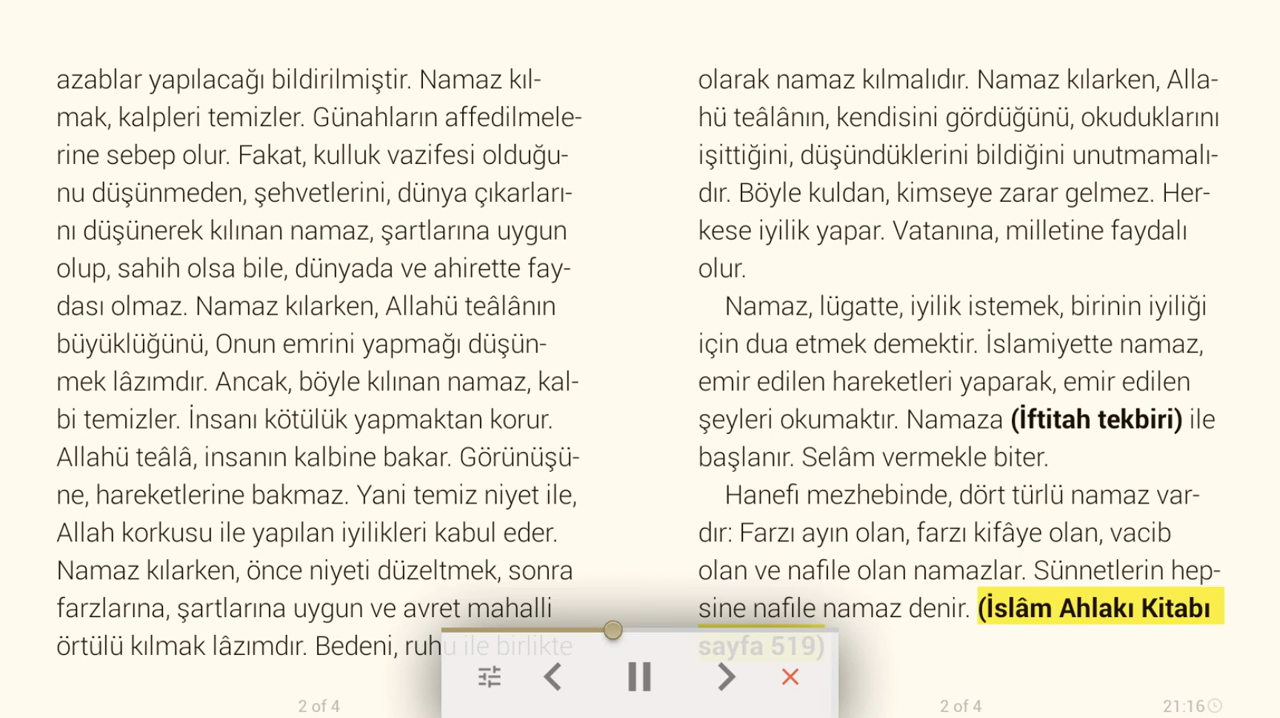 azablar yapılacağı bildirilmiştir. Namaz kıl-
mak, kalpleri temizler. Günahların affedilmele-
rine sebep olur. Fakat, kulluk vazifesi olduğu-
nu düşünmeden, şehvetlerini, dünya çıkarları-
nı düşünerek kılınan namaz, şartlarına uygun
olup, sahih olsa bile, dünyada ve ahirette fay-
dası olmaz. Namaz kılarken, Allahü teâlânın
büyüklüğünü, Onun emrini yapmağı düşün-
mek lâzımdır. Ancak, böyle kılınan namaz, kal-
bi temizler. İnsanı kötülük yapmaktan korur.
Allahü teâlâ, insanın kalbine bakar. Görünüşü-
ne, hareketlerine bakmaz. Yani temiz niyet ile,
Allah korkusu ile yapılan iyilikleri kabul eder.
Namaz kılarken, önce niyeti düzeltmek, sonra
farzlarına, şartlarına uygun ve avret mahalli
örtülü kılmak lâzımdır. Bedeni, ruhu ile birlikte
2 of 4
olarak namaz kılmalıdır. Namaz kılarken, Alla-
hü teâlânın, kendisini gördüğünü, okuduklarını
işittiğini, düşündüklerini bildiğini unutmamalı-
dır. Böyle kuldan, kimseye zarar gelmez. Her-
kese iyilik yapar. Vatanına, milletine faydalı
olur.
Namaz, lügatte, iyilik istemek, birinin iyiliği
için dua etmek demektir. İslamiyette namaz,
emir edilen hareketleri yaparak, emir edilen
şeyleri okumaktır. Namaza (İftitah tekbiri) ile
başlanır. Selâm vermekle biter.
Hanefi mezhebinde, dört türlü namaz var-
dır: Farzı ayın olan, farzı kifâye olan, vacib
olan ve nafile olan namazlar. Sünnetlerin hep-
sine nafile namaz denir. (İslâm Ahlakı Kitabı
sayfa 519)
2 of 4
21:16